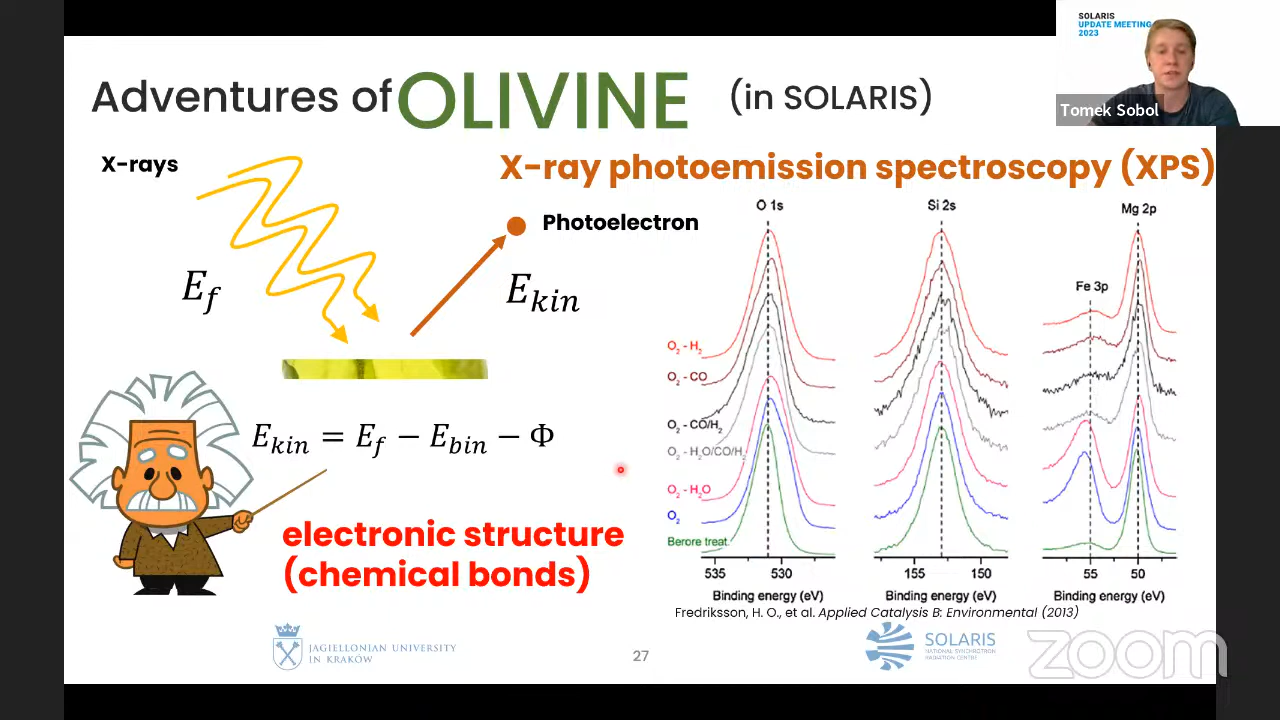 SOLARIS
UPDATE MEETING
2023
Tomek Sobol
Adventures of OLIVINE (in SOLARIS)
X-rays
X-ray photoemission spectroscopy (XPS)
Photoelectron
E_f
E_kin
E_kin = E_f − E_bin − Φ
electronic structure
(chemical bonds)
O 1s
Si 2s
Mg 2p
Fe 3p
O2 - H2
O2 - CO
O2 - CO/H2
O2 - H2O/CO/H2
O2 - H2O
O2
Berore treat.
535 530
155 150
55 50
Binding energy (eV)
Binding energy (eV)
Binding energy (eV)
Fredriksson, H. O., et al. Applied Catalysis B: Environmental (2013)
JAGIELLONIAN UNIVERSITY
IN KRAKÓW
27
SOLARIS
NATIONAL SYNCHROTRON
RADIATION CENTRE
zoom